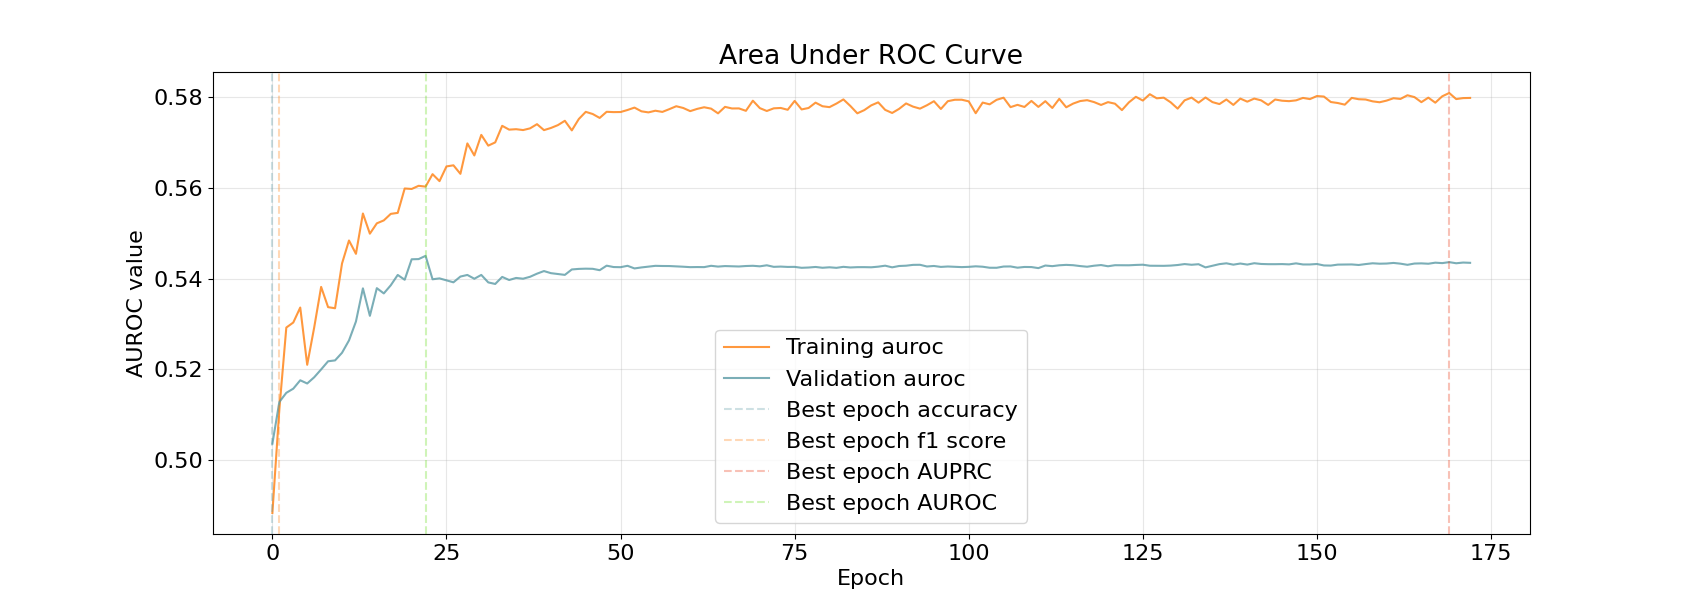 Area Under ROC Curve
AUROC value
0.58
0.56
0.54
0.52
0.50
Training auroc
Validation auroc
Best epoch accuracy
Best epoch f1 score
Best epoch AUPRC
Best epoch AUROC
0 25 50 75 100 125 150 175
Epoch